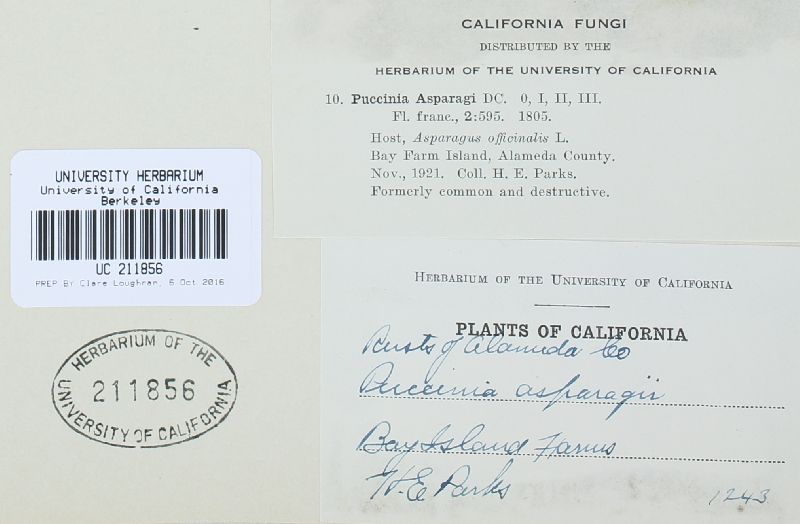 CALIFORNIA FUNGI
DISTRIBUTED BY THE
HERBARIUM OF THE UNIVERSITY OF CALIFORNIA
10. Puccinia Asparagi DC. 0, I, II, III.
Fl. franc., 2:595. 1805.
Host, Asparagus officinalis L.
Bay Farm Island, Alameda County.
Nov., 1921. Coll. H. E. Parks.
Formerly common and destructive.
UNIVERSITY HERBARIUM
University of California
Berkeley
UC 211856
PREP BY Clare Loughran, 6 Oct 2016
HERBARIUM OF THE
211856
UNIVERSITY OF CALIFORNIA
HERBARIUM OF THE UNIVERSITY OF CALIFORNIA
PLANTS OF CALIFORNIA
Rusts of Alameda Co
Puccinia asparagii
Bay Island Farms
H.E. Parks
1243